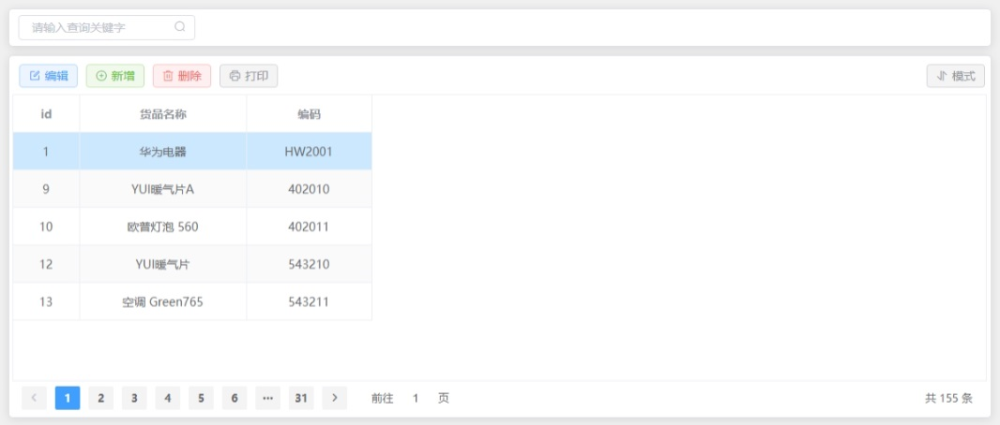 请输入查询关键字
编辑 新增 删除 打印 模式
id 货品名称 编码
1 华为电器 HW2001
9 YUI暖气片A 402010
10 欧普灯泡 560 402011
12 YUI暖气片 543210
13 空调 Green765 543211
1 2 3 4 5 6 ··· 31 前往 1 页 共 155 条